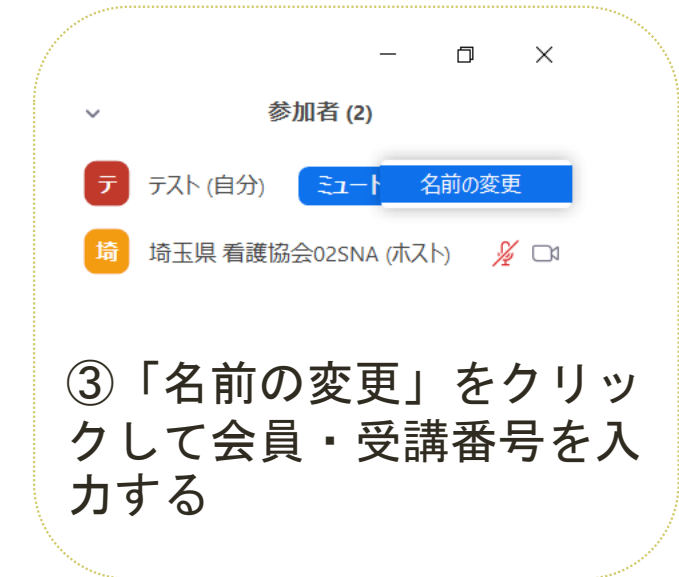 参加者 (2)
テ テスト (自分) ミュート 名前の変更
埼 埼玉県 看護協会02SNA (ホスト)
③「名前の変更」をクリッ
クして会員・受講番号を入
力する